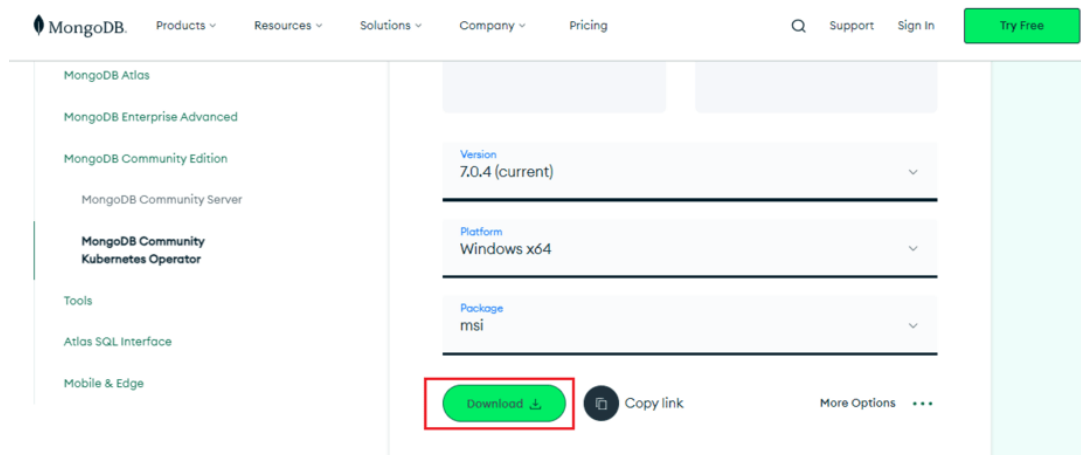 MongoDB. Products Resources Solutions Company Pricing Support Sign In Try Free
MongoDB Atlas
MongoDB Enterprise Advanced
MongoDB Community Edition
MongoDB Community Server
MongoDB Community
Kubernetes Operator
Tools
Atlas SQL Interface
Mobile & Edge
Version
7.0.4 (current)
Platform
Windows x64
Package
msi
Download Copy link More Options